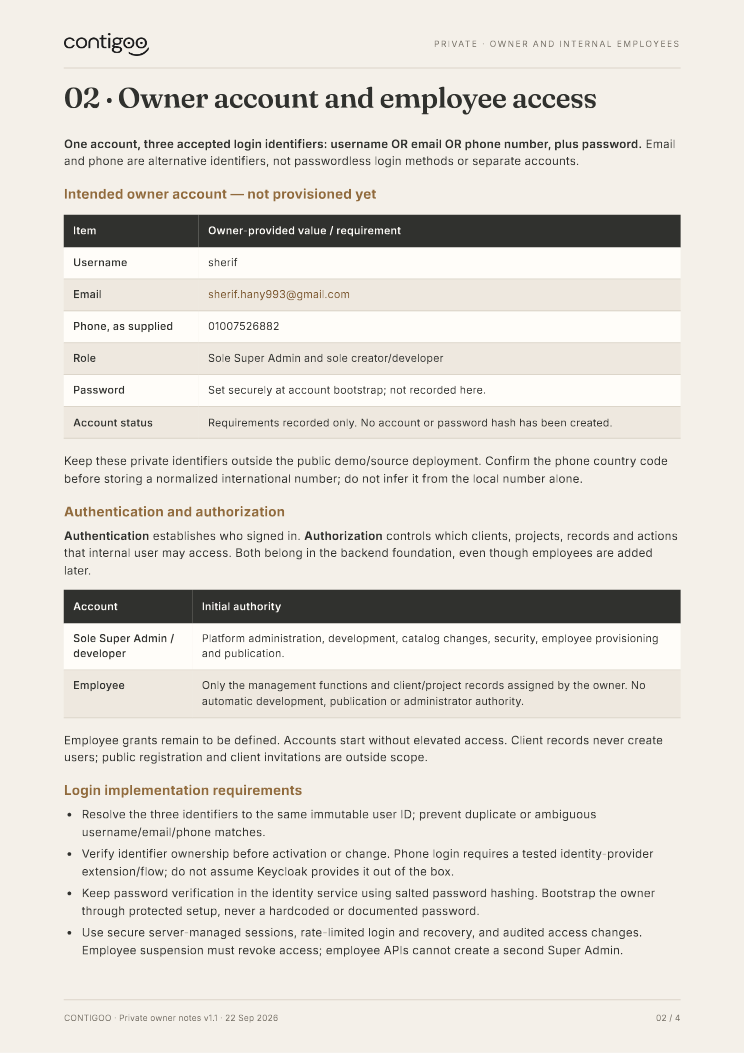 contigoo
PRIVATE · OWNER AND INTERNAL EMPLOYEES
02 · Owner account and employee access
One account, three accepted login identifiers: username OR email OR phone number, plus password. Email
and phone are alternative identifiers, not passwordless login methods or separate accounts.
Intended owner account — not provisioned yet
Item Owner-provided value / requirement
Username sherif
Email sherif.hany993@gmail.com
Phone, as supplied 01007526882
Role Sole Super Admin and sole creator/developer
Password Set securely at account bootstrap; not recorded here.
Account status Requirements recorded only. No account or password hash has been created.
Keep these private identifiers outside the public demo/source deployment. Confirm the phone country code
before storing a normalized international number; do not infer it from the local number alone.
Authentication and authorization
Authentication establishes who signed in. Authorization controls which clients, projects, records and actions
that internal user may access. Both belong in the backend foundation, even though employees are added
later.
Account Initial authority
Sole Super Admin / Platform administration, development, catalog changes, security, employee provisioning
developer and publication.
Employee Only the management functions and client/project records assigned by the owner. No
automatic development, publication or administrator authority.
Employee grants remain to be defined. Accounts start without elevated access. Client records never create
users; public registration and client invitations are outside scope.
Login implementation requirements
• Resolve the three identifiers to the same immutable user ID; prevent duplicate or ambiguous
username/email/phone matches.
• Verify identifier ownership before activation or change. Phone login requires a tested identity-provider
extension/flow; do not assume Keycloak provides it out of the box.
• Keep password verification in the identity service using salted password hashing. Bootstrap the owner
through protected setup, never a hardcoded or documented password.
• Use secure server-managed sessions, rate-limited login and recovery, and audited access changes.
Employee suspension must revoke access; employee APIs cannot create a second Super Admin.
CONTIGOO · Private owner notes v1.1 · 22 Sep 2026
02 / 4